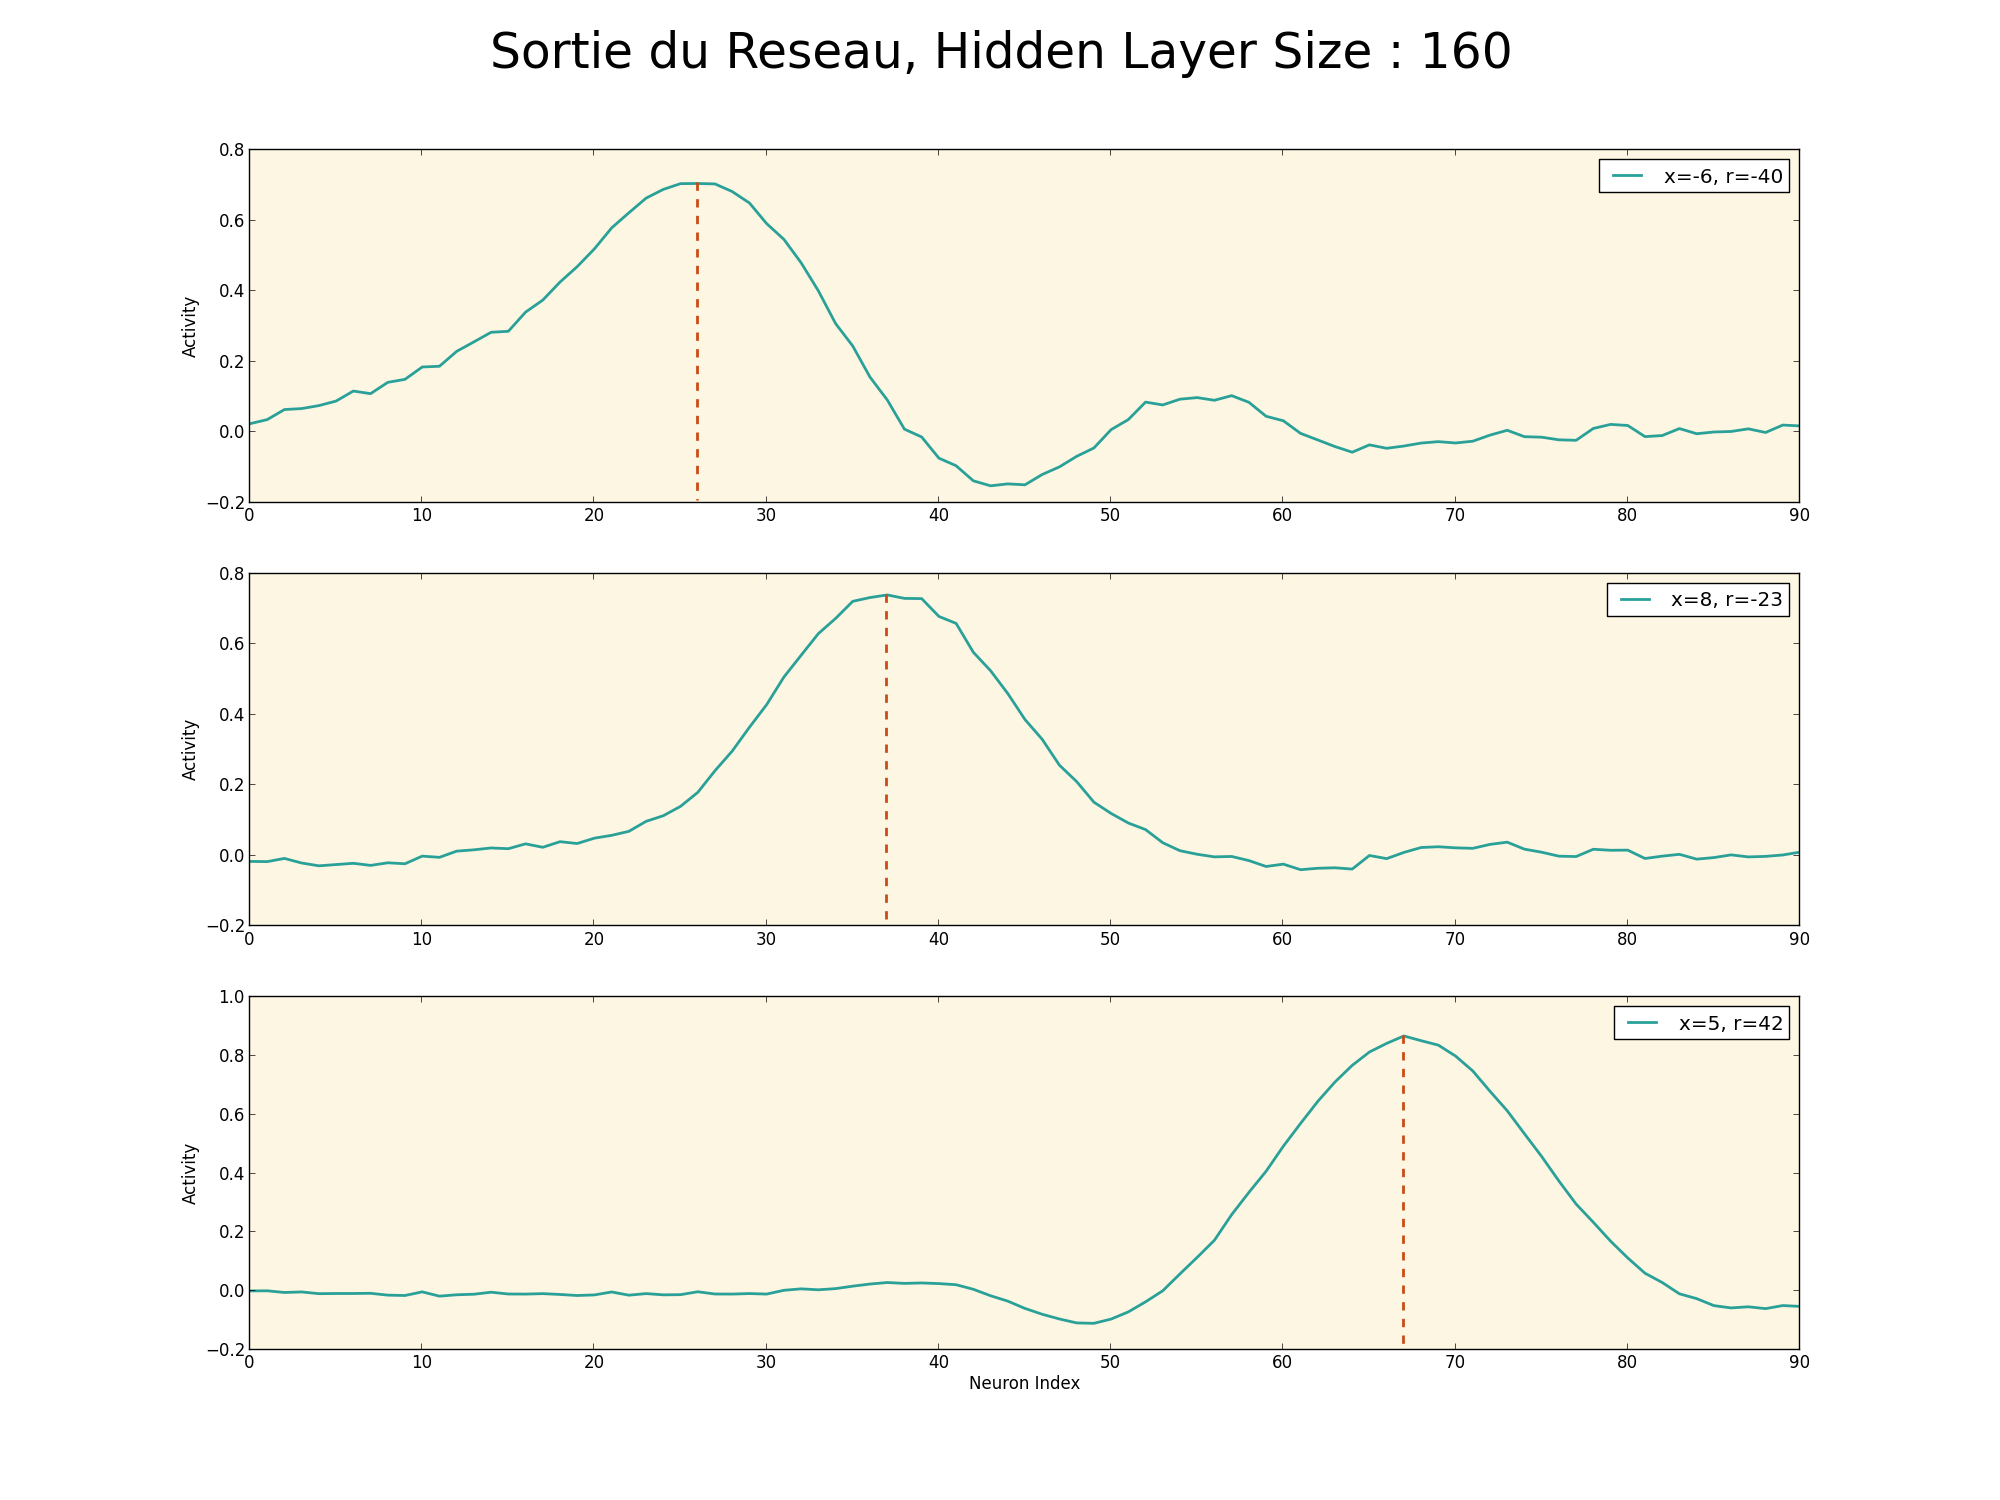 Sortie du Reseau, Hidden Layer Size : 160
0.8
0.6
0.4
0.2
0.0
−0.2
Activity
x=-6, r=-40
0 10 20 30 40 50 60 70 80 90
0.8
0.6
0.4
0.2
0.0
−0.2
Activity
x=8, r=-23
0 10 20 30 40 50 60 70 80 90
1.0
0.8
0.6
0.4
0.2
0.0
−0.2
Activity
x=5, r=42
0 10 20 30 40 50 60 70 80 90
Neuron Index